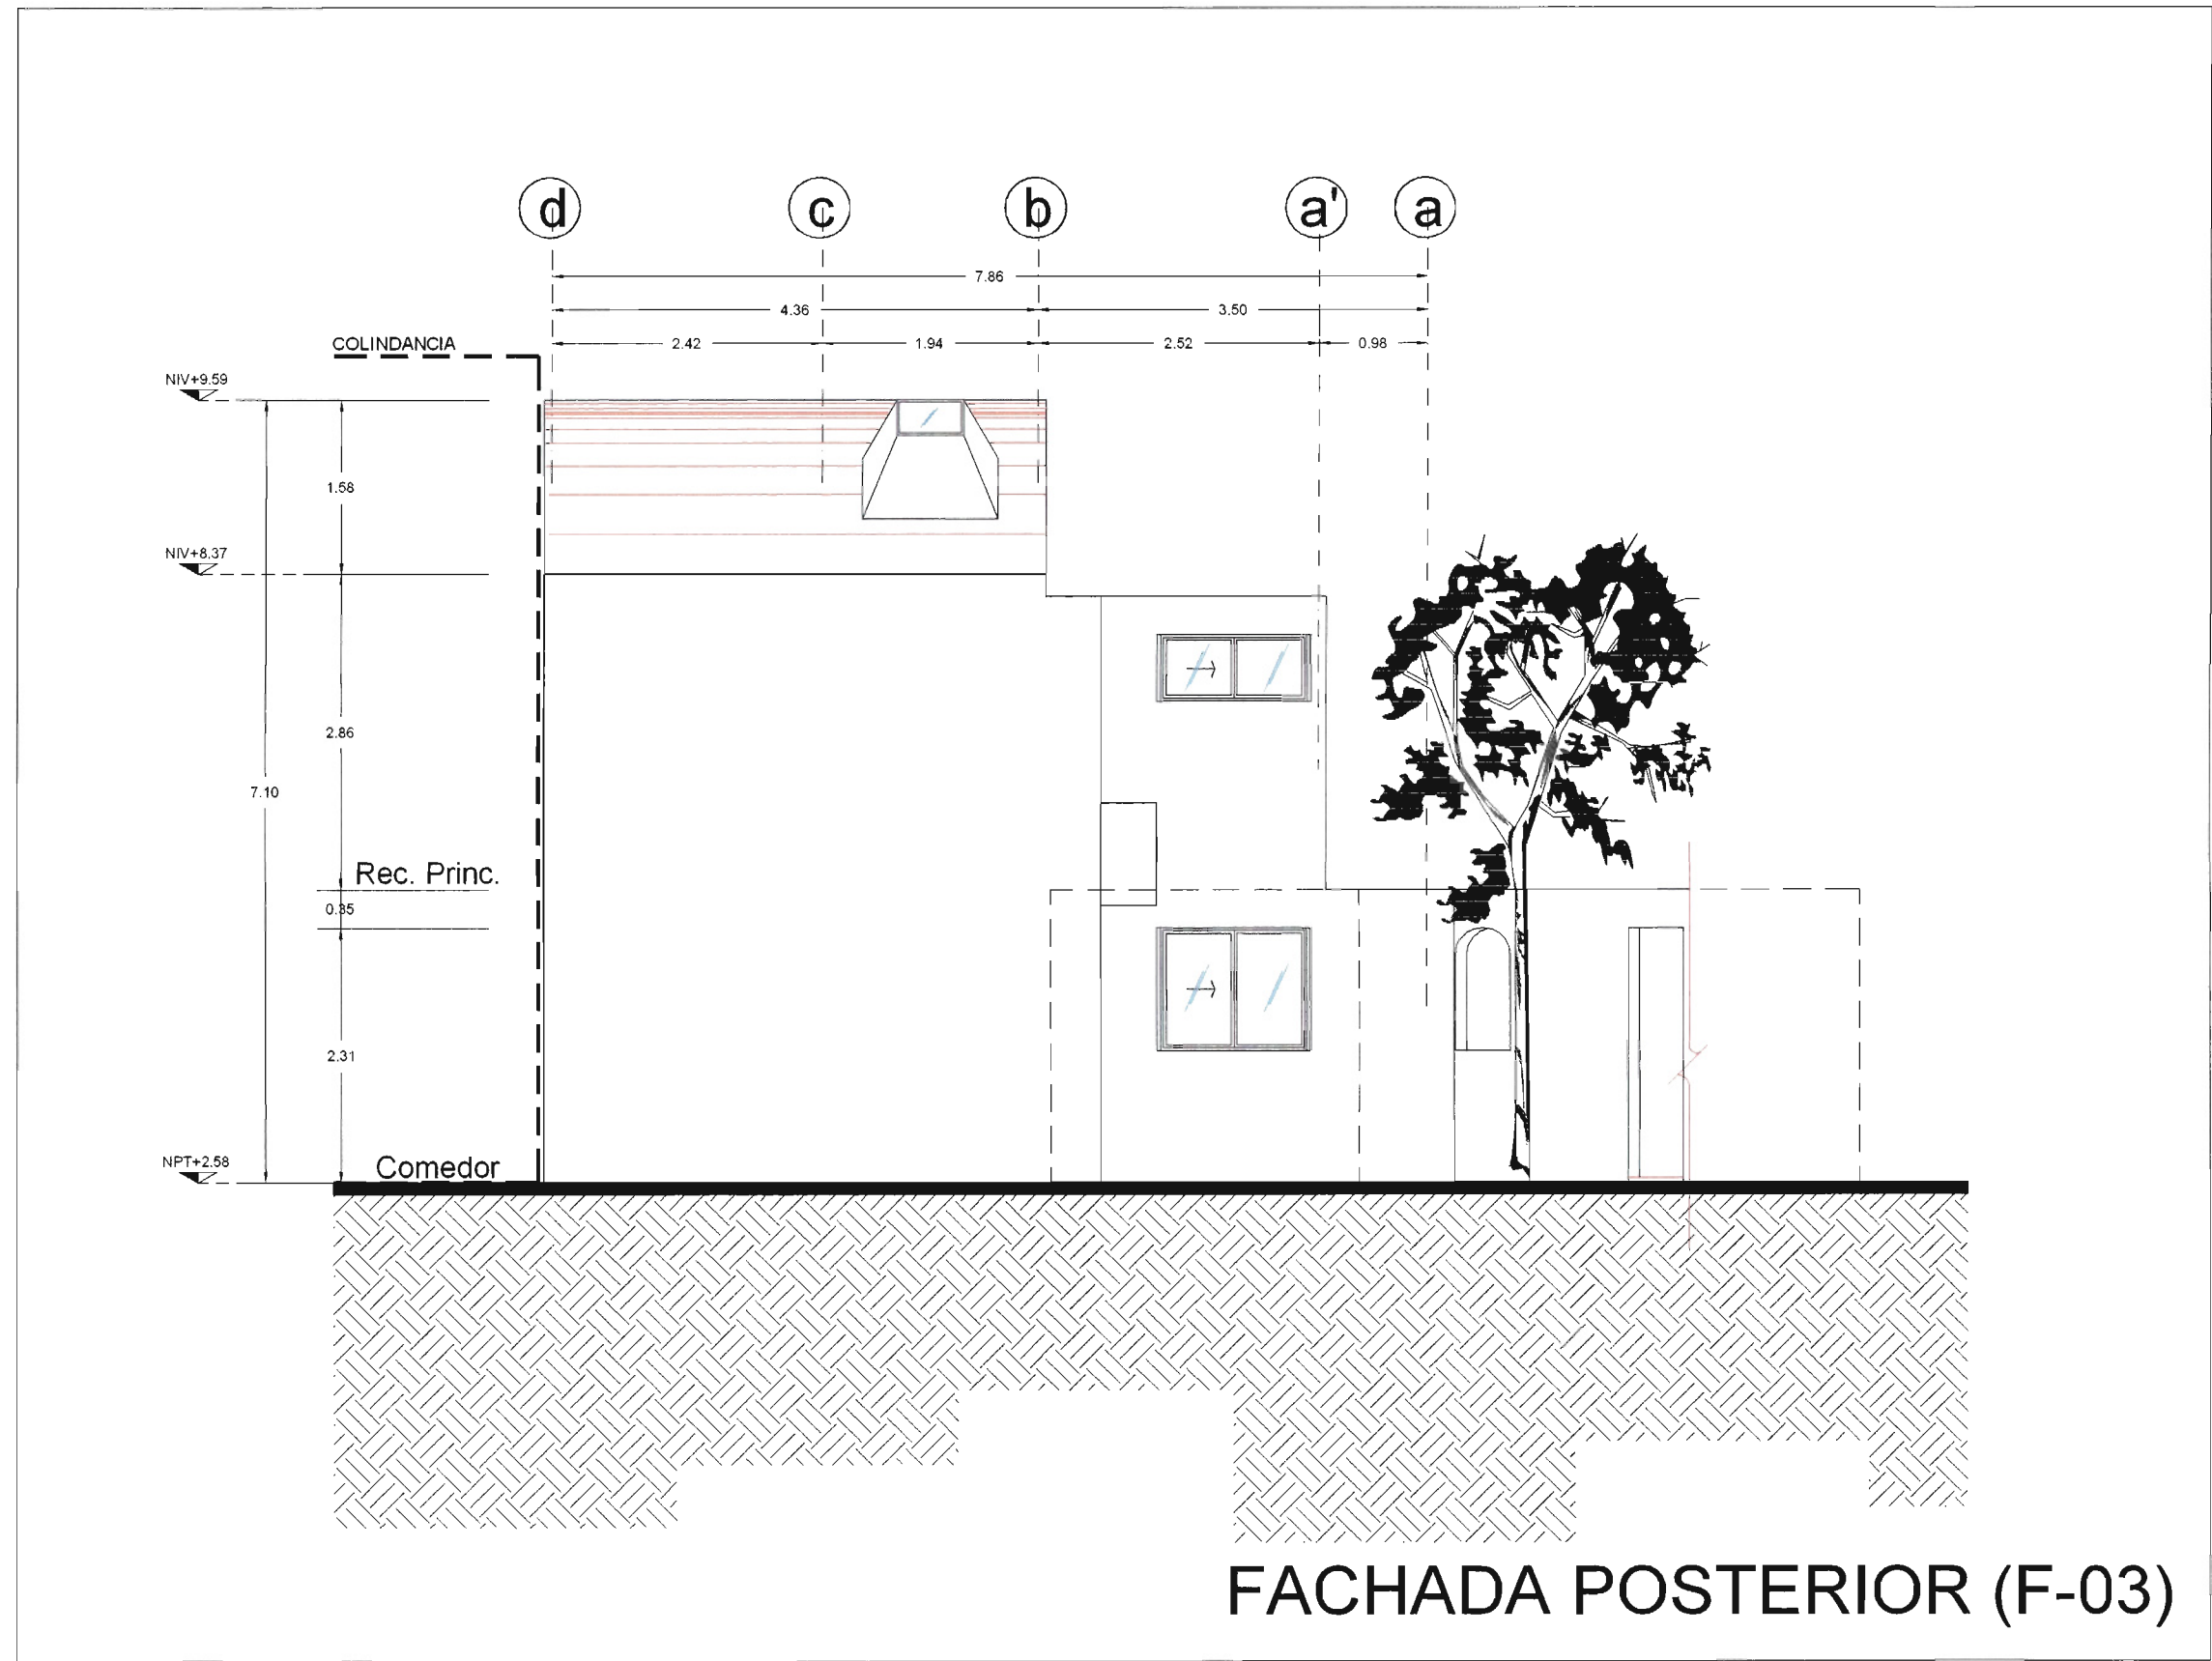 d c b a' a
7.86
4.36 3.50
2.42 1.94 2.52 0.98
COLINDANCIA
NIV+9.59
1.58
NIV+8.37
2.86
7.10
Rec. Princ.
0.35
2.31
NPT+2.58
Comedor
FACHADA POSTERIOR (F-03)